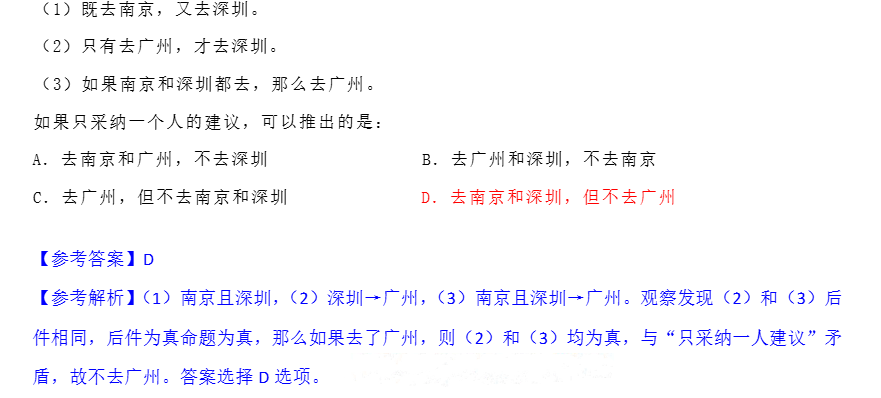 （1）既去南京，又去深圳。
（2）只有去广州，才去深圳。
（3）如果南京和深圳都去，那么去广州。
如果只采纳一个人的建议，可以推出的是：
A．去南京和广州，不去深圳 B．去广州和深圳，不去南京
C．去广州，但不去南京和深圳 D．去南京和深圳，但不去广州
【参考答案】D
【参考解析】（1）南京且深圳，（2）深圳→广州，（3）南京且深圳→广州。观察发现（2）和（3）后
件相同，后件为真命题为真，那么如果去了广州，则（2）和（3）均为真，与“只采纳一人建议”矛
盾，故不去广州。答案选择 D 选项。